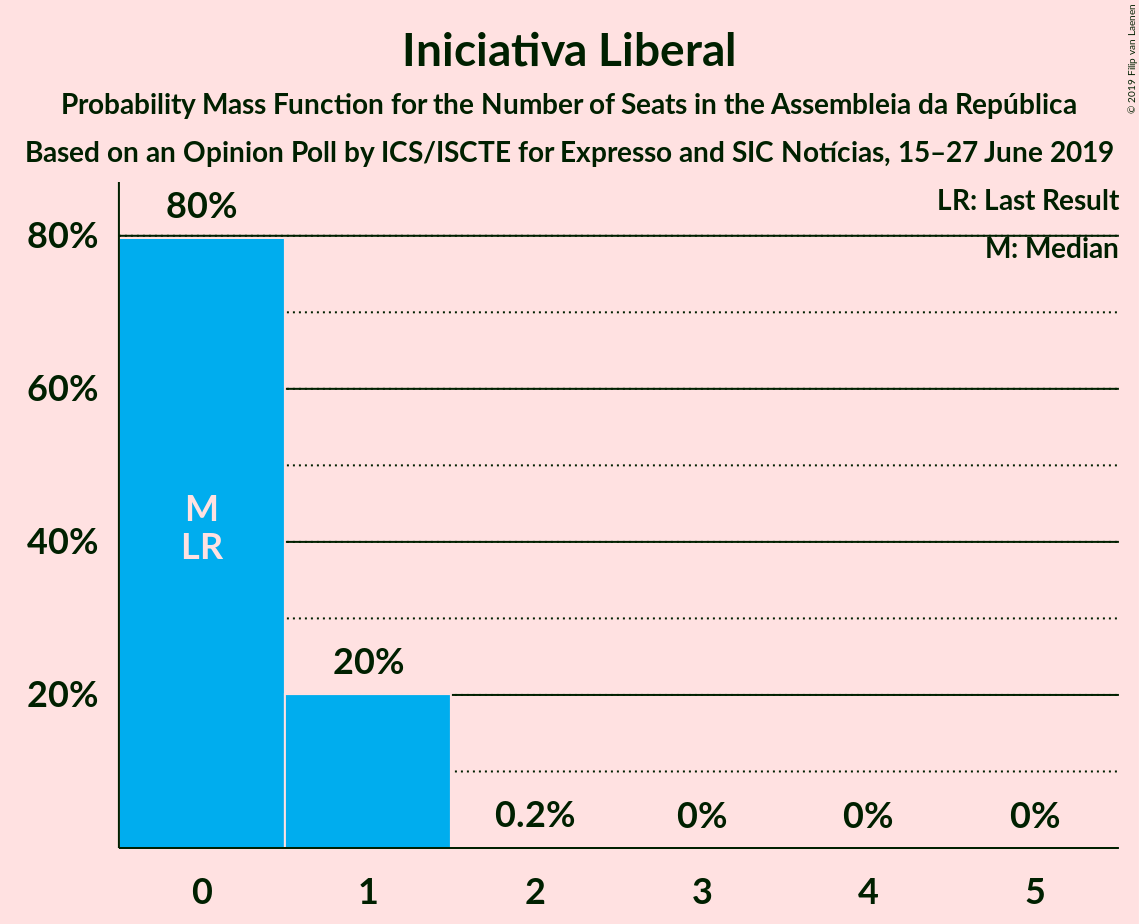 Iniciativa Liberal
Probability Mass Function for the Number of Seats in the Assembleia da República
Based on an Opinion Poll by ICS/ISCTE for Expresso and SIC Notícias, 15–27 June 2019
© 2019 Filip van Laenen
LR: Last Result
M: Median
80%
60%
40%
20%
80%
M
LR
20%
0.2%
0%
0%
0%
0
1
2
3
4
5